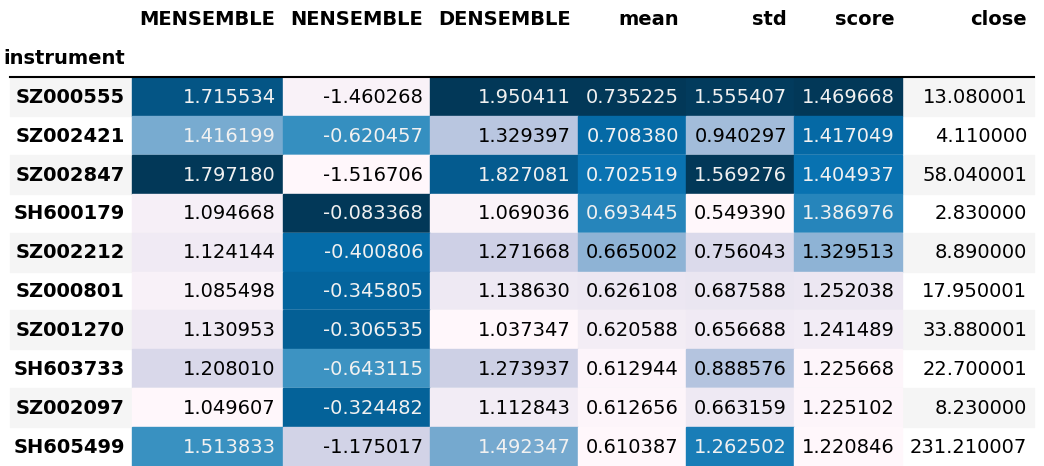 MENSEMBLE NENSEMBLE DENSEMBLE mean std score close
instrument
SZ000555 1.715534 -1.460268 1.950411 0.735225 1.555407 1.469668 13.080001
SZ002421 1.416199 -0.620457 1.329397 0.708380 0.940297 1.417049 4.110000
SZ002847 1.797180 -1.516706 1.827081 0.702519 1.569276 1.404937 58.040001
SH600179 1.094668 -0.083368 1.069036 0.693445 0.549390 1.386976 2.830000
SZ002212 1.124144 -0.400806 1.271668 0.665002 0.756043 1.329513 8.890000
SZ000801 1.085498 -0.345805 1.138630 0.626108 0.687588 1.252038 17.950001
SZ001270 1.130953 -0.306535 1.037347 0.620588 0.656688 1.241489 33.880001
SH603733 1.208010 -0.643115 1.273937 0.612944 0.888576 1.225668 22.700001
SZ002097 1.049607 -0.324482 1.112843 0.612656 0.663159 1.225102 8.230000
SH605499 1.513833 -1.175017 1.492347 0.610387 1.262502 1.220846 231.210007